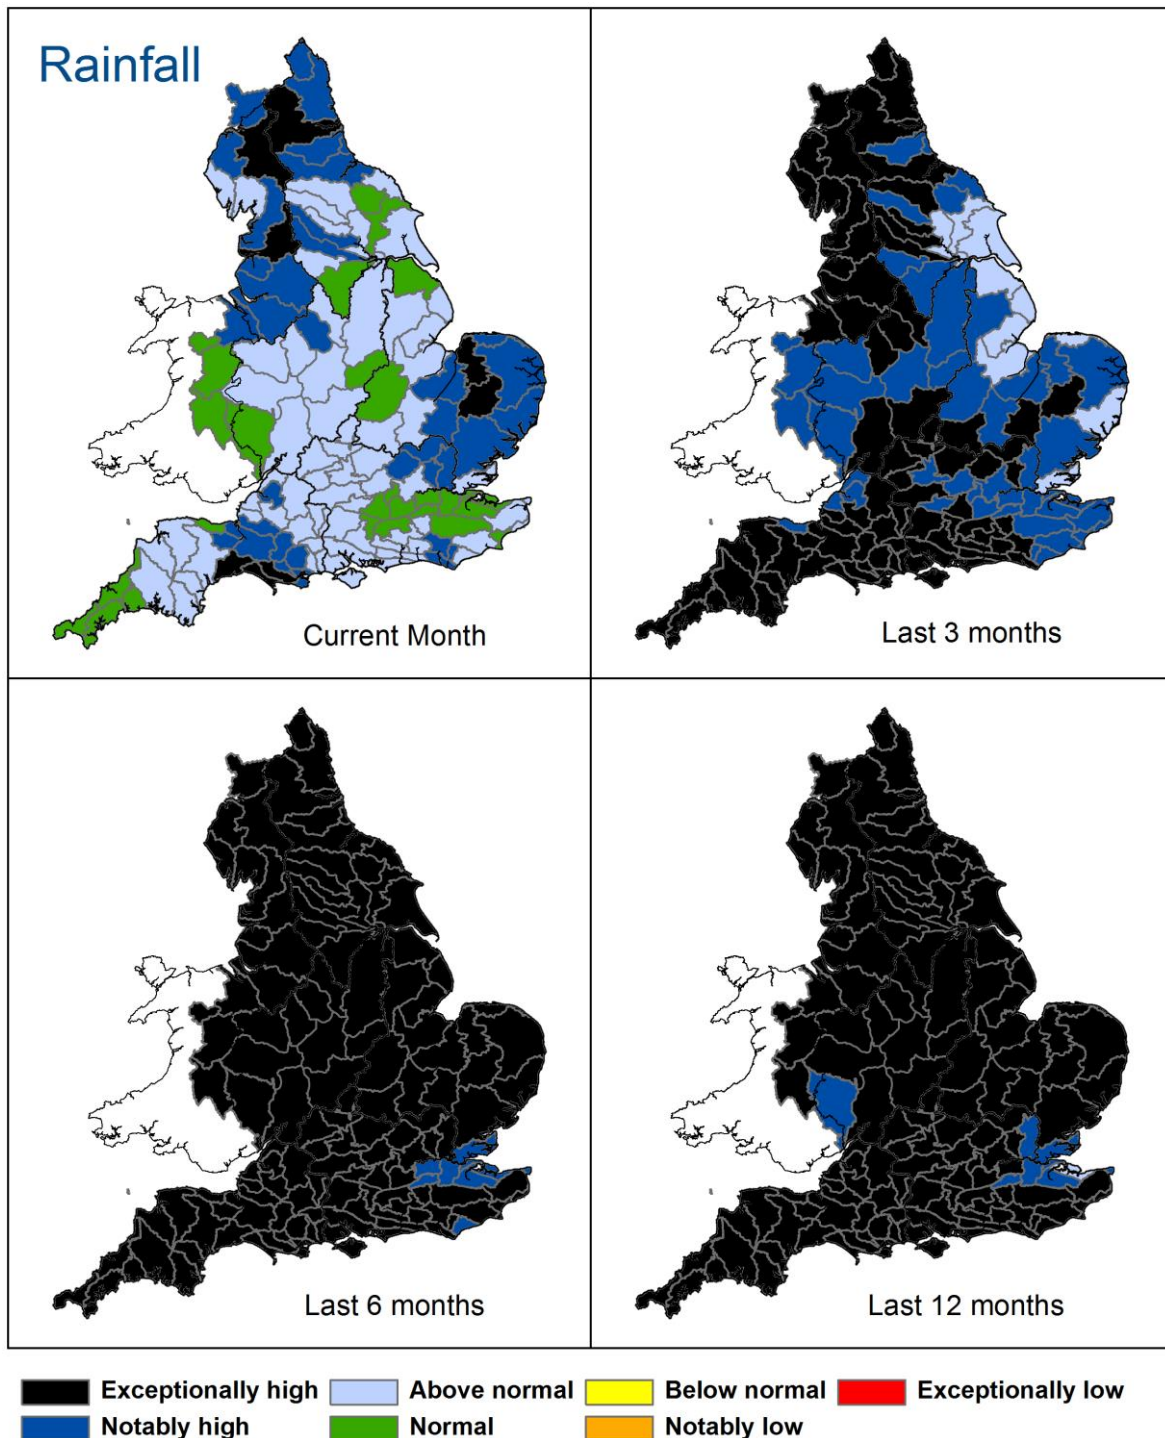 Rainfall
Current Month
Last 3 months
Last 6 months
Last 12 months
Exceptionally high
Above normal
Below normal
Exceptionally low
Notably high
Normal
Notably low